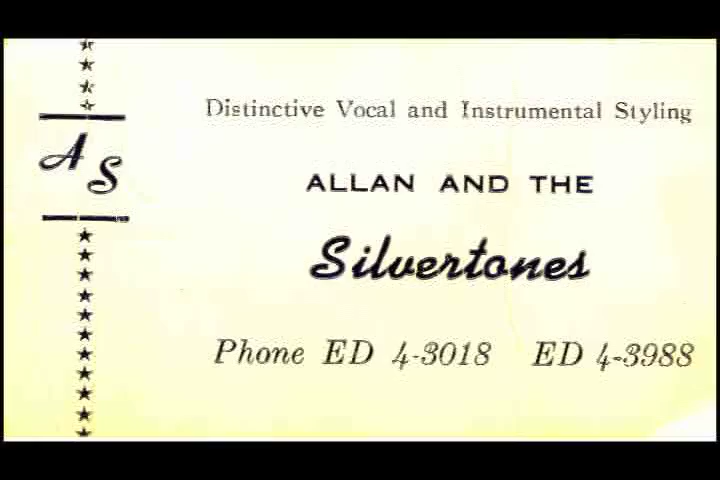 A S
Distinctive Vocal and Instrumental Styling
ALLAN AND THE
Silvertones
Phone ED 4-3018 ED 4-3988